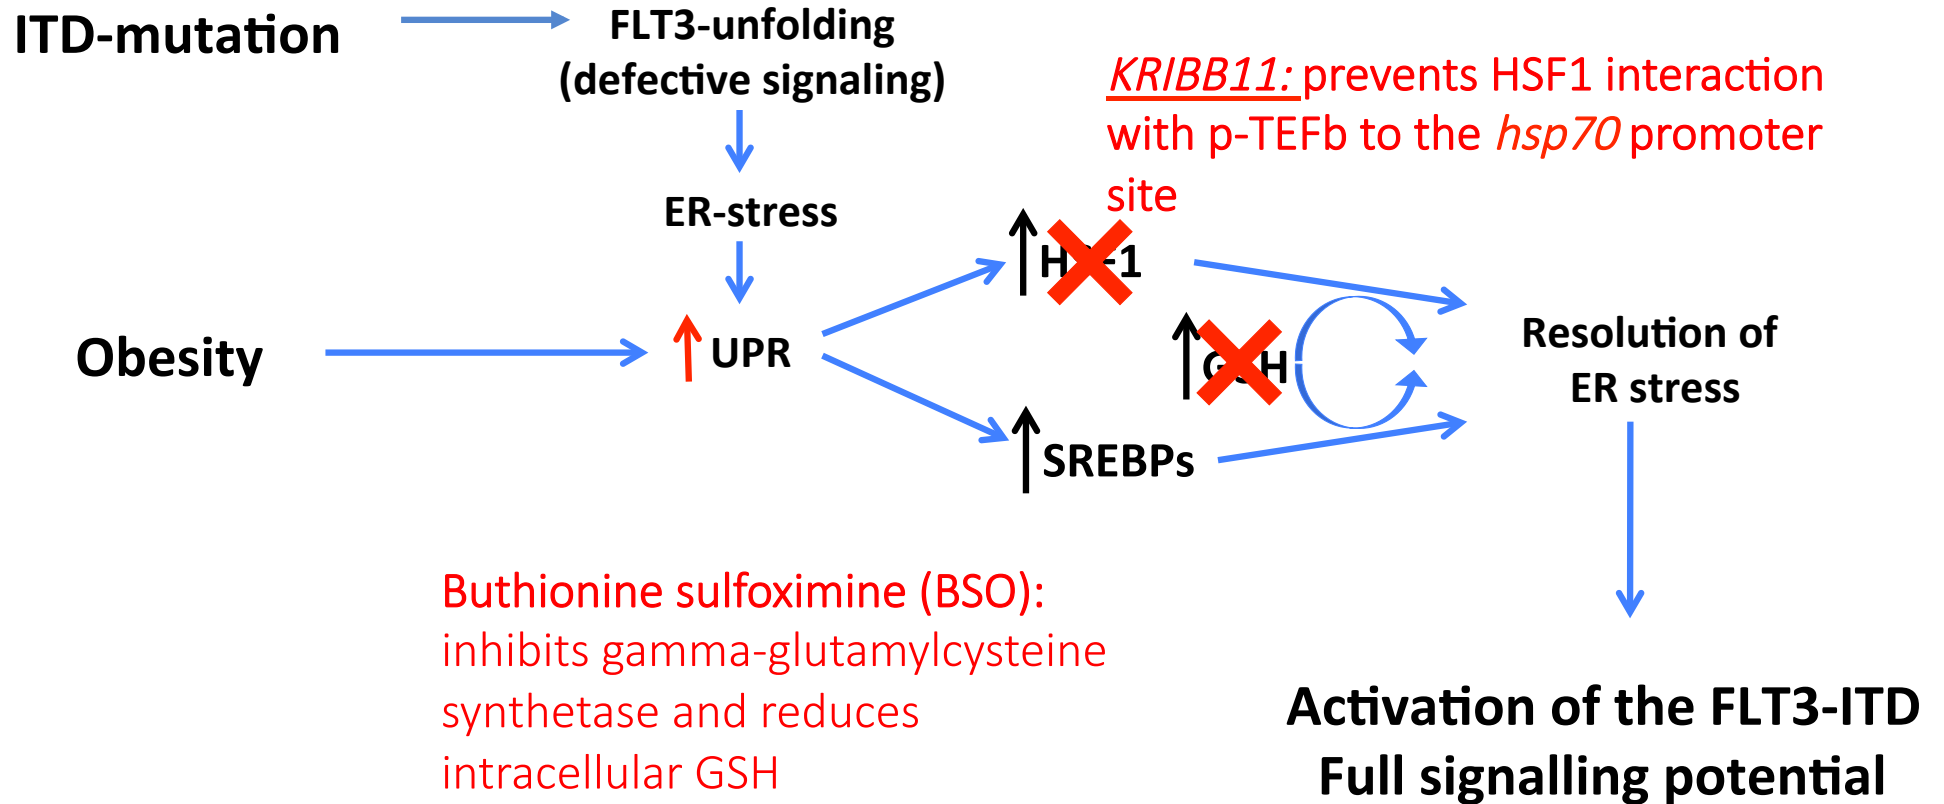 ITD-mutation
FLT3-unfolding
(defective signaling)
KRIBB11: prevents HSF1 interaction
with p-TEFb to the hsp70 promoter
site
ER-stress
HSF1
Obesity
UPR
GSH
Resolution of
ER stress
SREBPs
Buthionine sulfoximine (BSO):
inhibits gamma-glutamylcysteine
synthetase and reduces
intracellular GSH
Activation of the FLT3-ITD
Full signalling potential